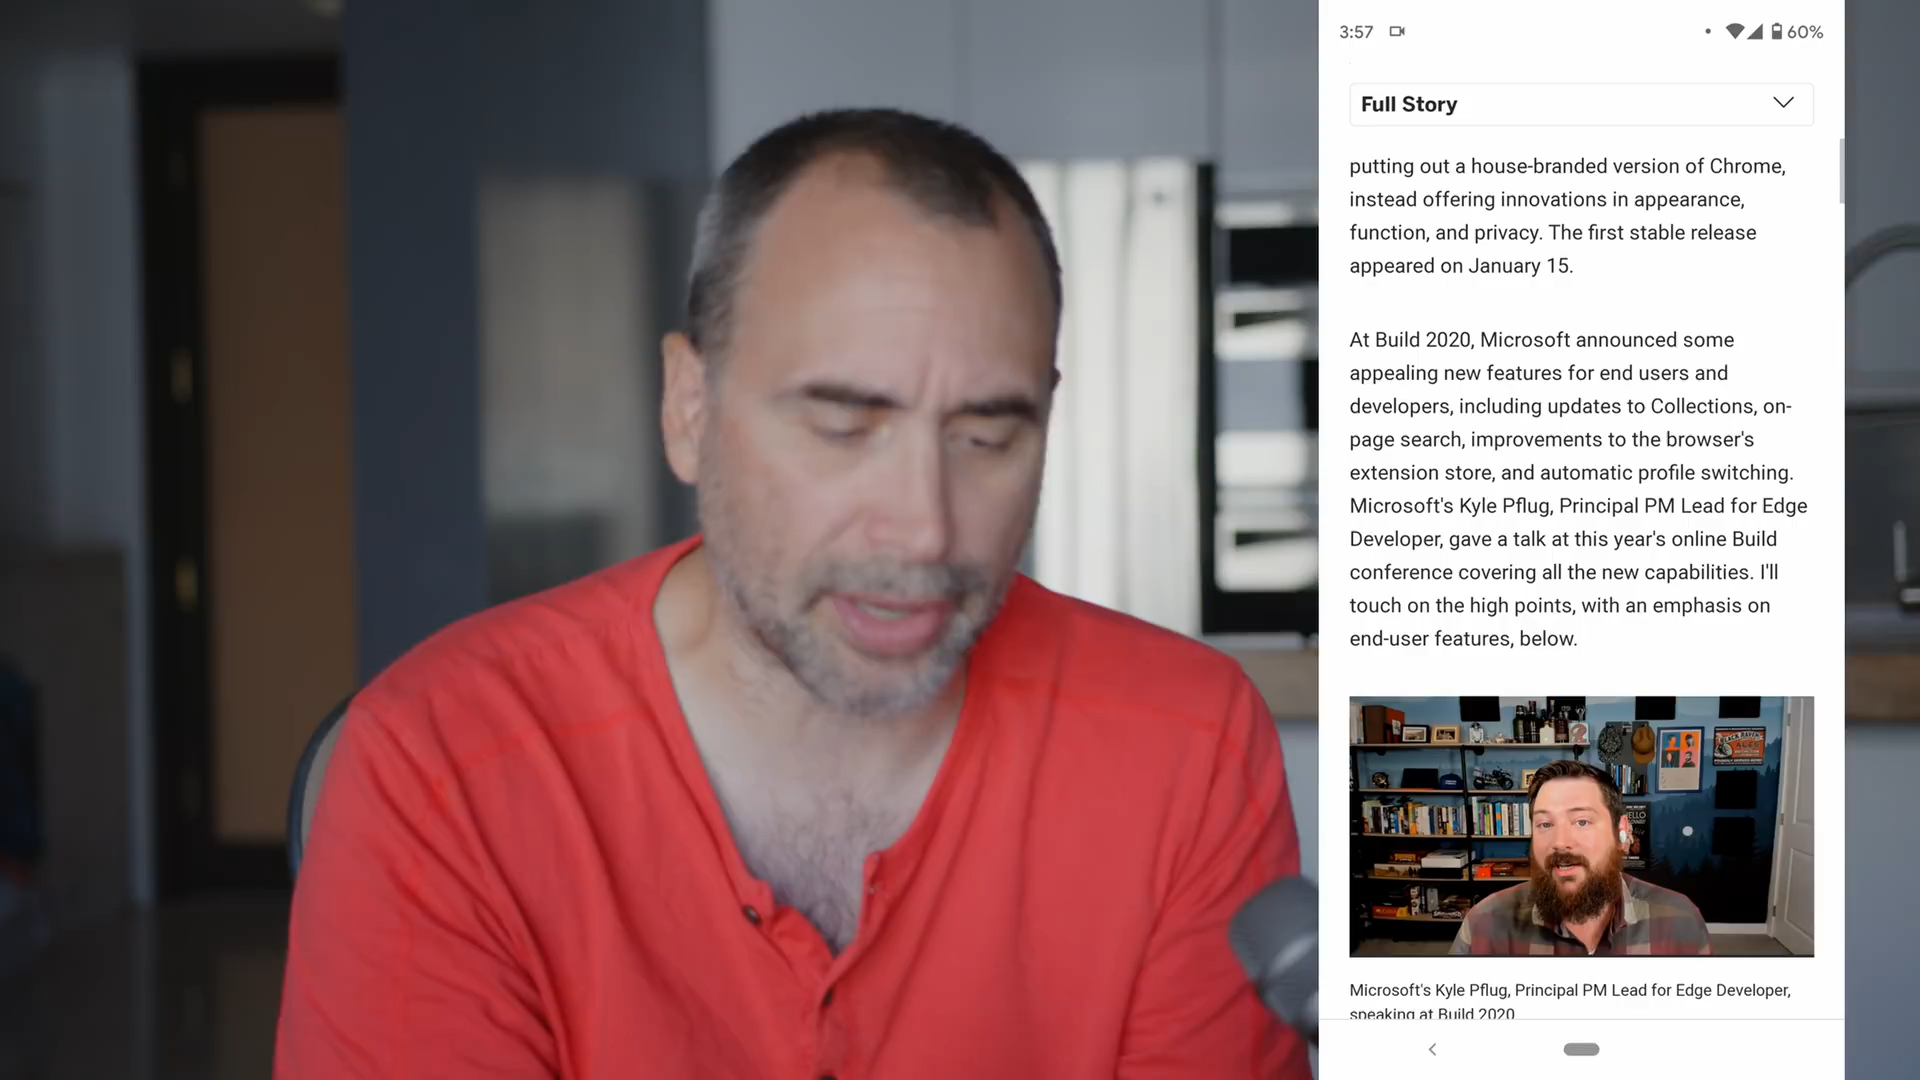 3:57
60%
Full Story
putting out a house-branded version of Chrome,
instead offering innovations in appearance,
function, and privacy. The first stable release
appeared on January 15.
At Build 2020, Microsoft announced some
appealing new features for end users and
developers, including updates to Collections, on-
page search, improvements to the browser's
extension store, and automatic profile switching.
Microsoft's Kyle Pflug, Principal PM Lead for Edge
Developer, gave a talk at this year's online Build
conference covering all the new capabilities. I'll
touch on the high points, with an emphasis on
end-user features, below.
BLACK RAVEN
HELLO
Microsoft's Kyle Pflug, Principal PM Lead for Edge Developer,
speaking at Build 2020